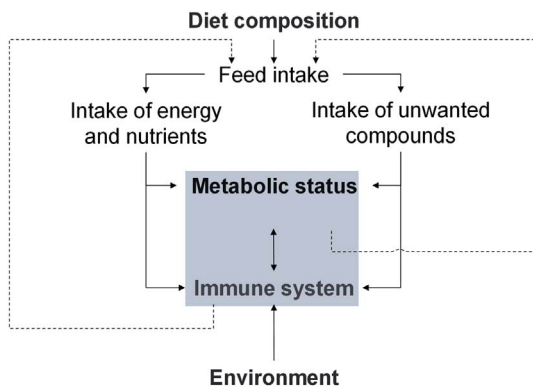 Diet composition
Feed intake
Intake of energy
and nutrients
Intake of unwanted
compounds
Metabolic status
Immune system
Environment